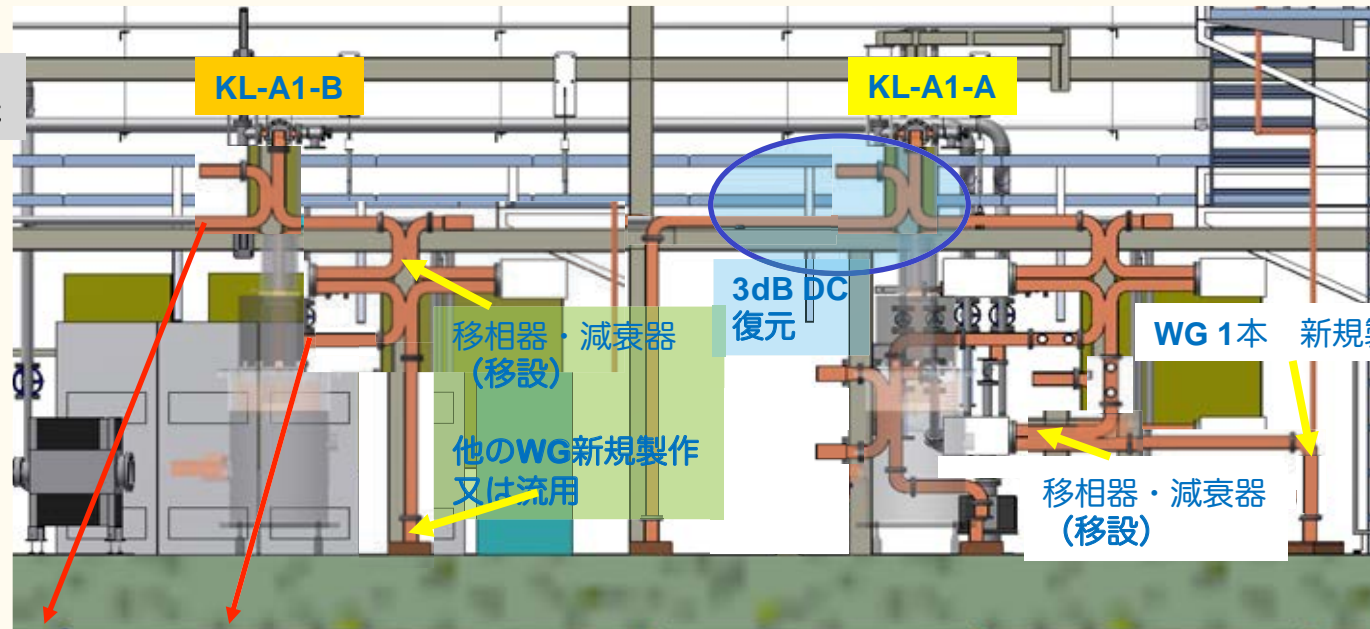 KL-A1-B
KL-A1-A
3dB DC
復元
移相器・減衰器
（移設）
WG 1本　新規製
他のWG新規製作
又は流用
移相器・減衰器
（移設）